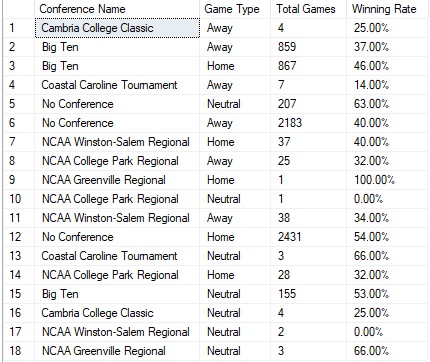 Conference Name Game Type Total Games Winning Rate
1 Cambria College Classic Away 4 25.00%
2 Big Ten Away 859 37.00%
3 Big Ten Home 867 46.00%
4 Coastal Caroline Tournament Away 7 14.00%
5 No Conference Neutral 207 63.00%
6 No Conference Away 2183 40.00%
7 NCAA Winston-Salem Regional Home 37 40.00%
8 NCAA College Park Regional Away 25 32.00%
9 NCAA Greenville Regional Home 1 100.00%
10 NCAA College Park Regional Neutral 1 0.00%
11 NCAA Winston-Salem Regional Away 38 34.00%
12 No Conference Home 2431 54.00%
13 Coastal Caroline Tournament Neutral 3 66.00%
14 NCAA College Park Regional Home 28 32.00%
15 Big Ten Neutral 155 53.00%
16 Cambria College Classic Neutral 4 25.00%
17 NCAA Winston-Salem Regional Neutral 2 0.00%
18 NCAA Greenville Regional Neutral 3 66.00%